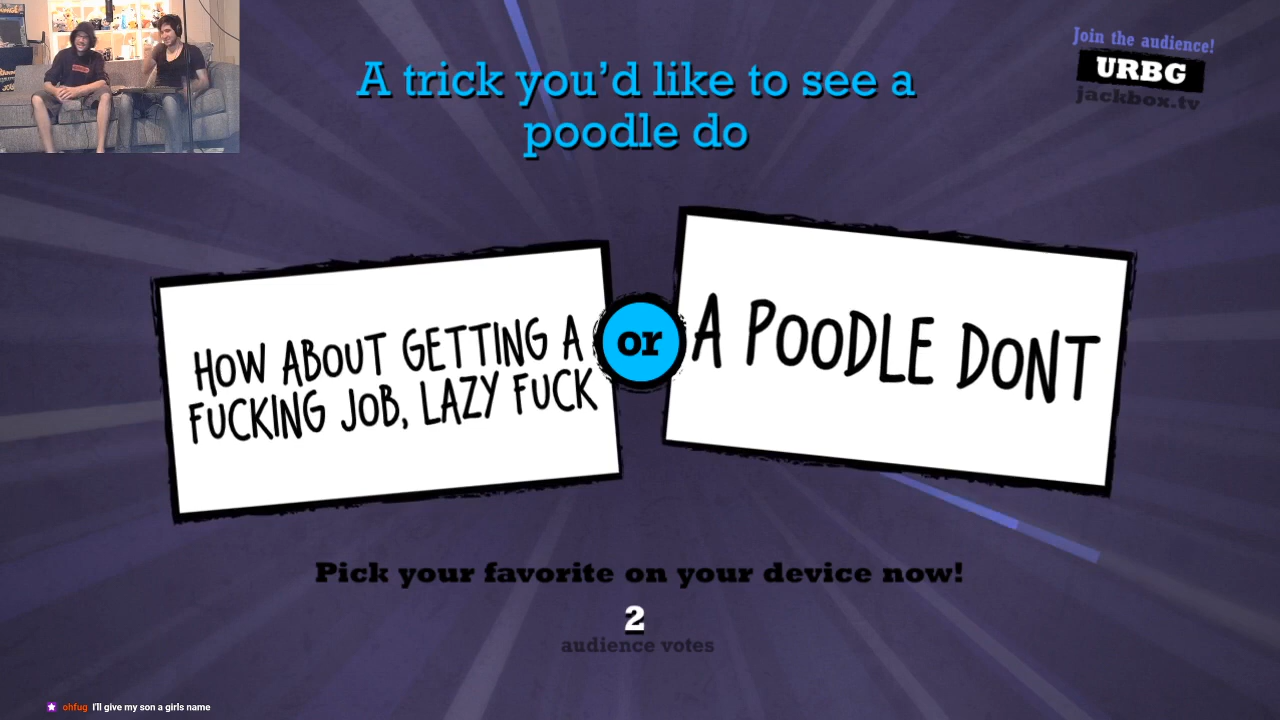 A trick you'd like to see a
poodle do
Join the audience!
URBG
jackbox.tv
HOW ABOUT GETTING A
FUCKING JOB, LAZY FUCK
or
A POODLE DONT
Pick your favorite on your device now!
2
audience votes
ohfug I'll give my son a girls name